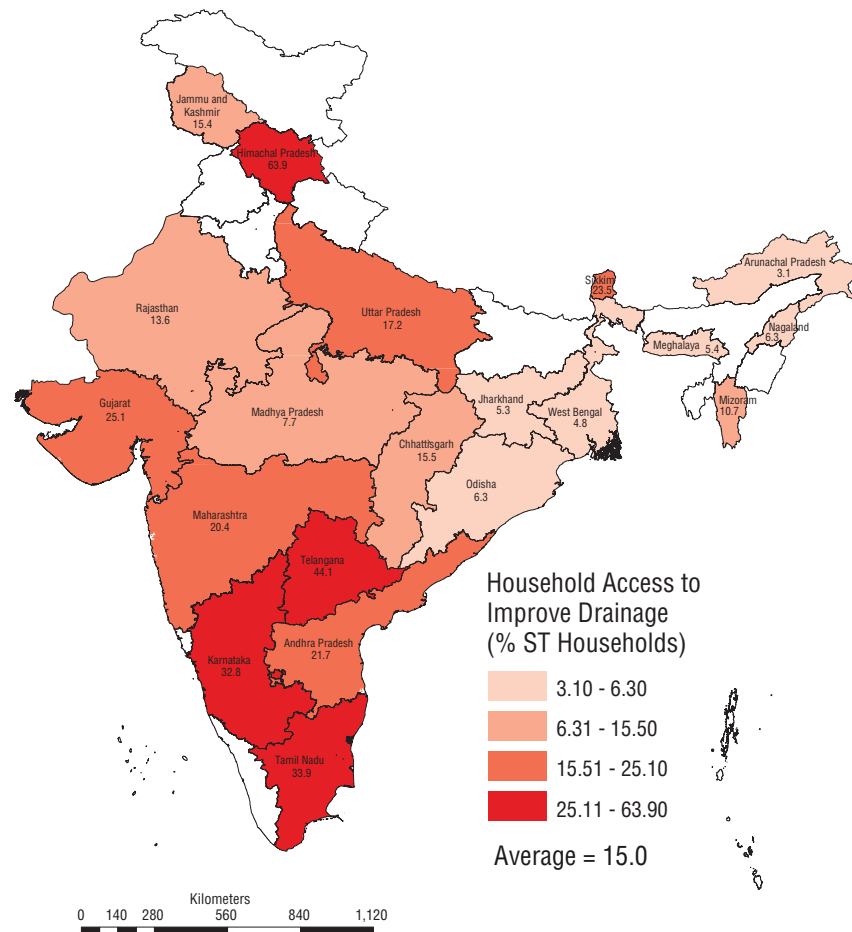 Jammu and
Kashmir
15.4
Himachal Pradesh
63.9
Arunachal Pradesh
3.1
Sikkim
23.5
Rajasthan
13.6
Uttar Pradesh
17.2
Nagaland
6.3
Meghalaya 5.4
Gujarat
25.1
Madhya Pradesh
7.7
Jharkhand
5.3
West Bengal
4.8
Mizoram
10.7
Chhattisgarh
15.5
Odisha
6.3
Maharashtra
20.4
Telangana
44.1
Andhra Pradesh
21.7
Karnataka
32.8
Tamil Nadu
33.9
Household Access to
Improve Drainage
(% ST Households)
3.10 - 6.30
6.31 - 15.50
15.51 - 25.10
25.11 - 63.90
Average = 15.0
Kilometers
0 140 280 560 840 1,120